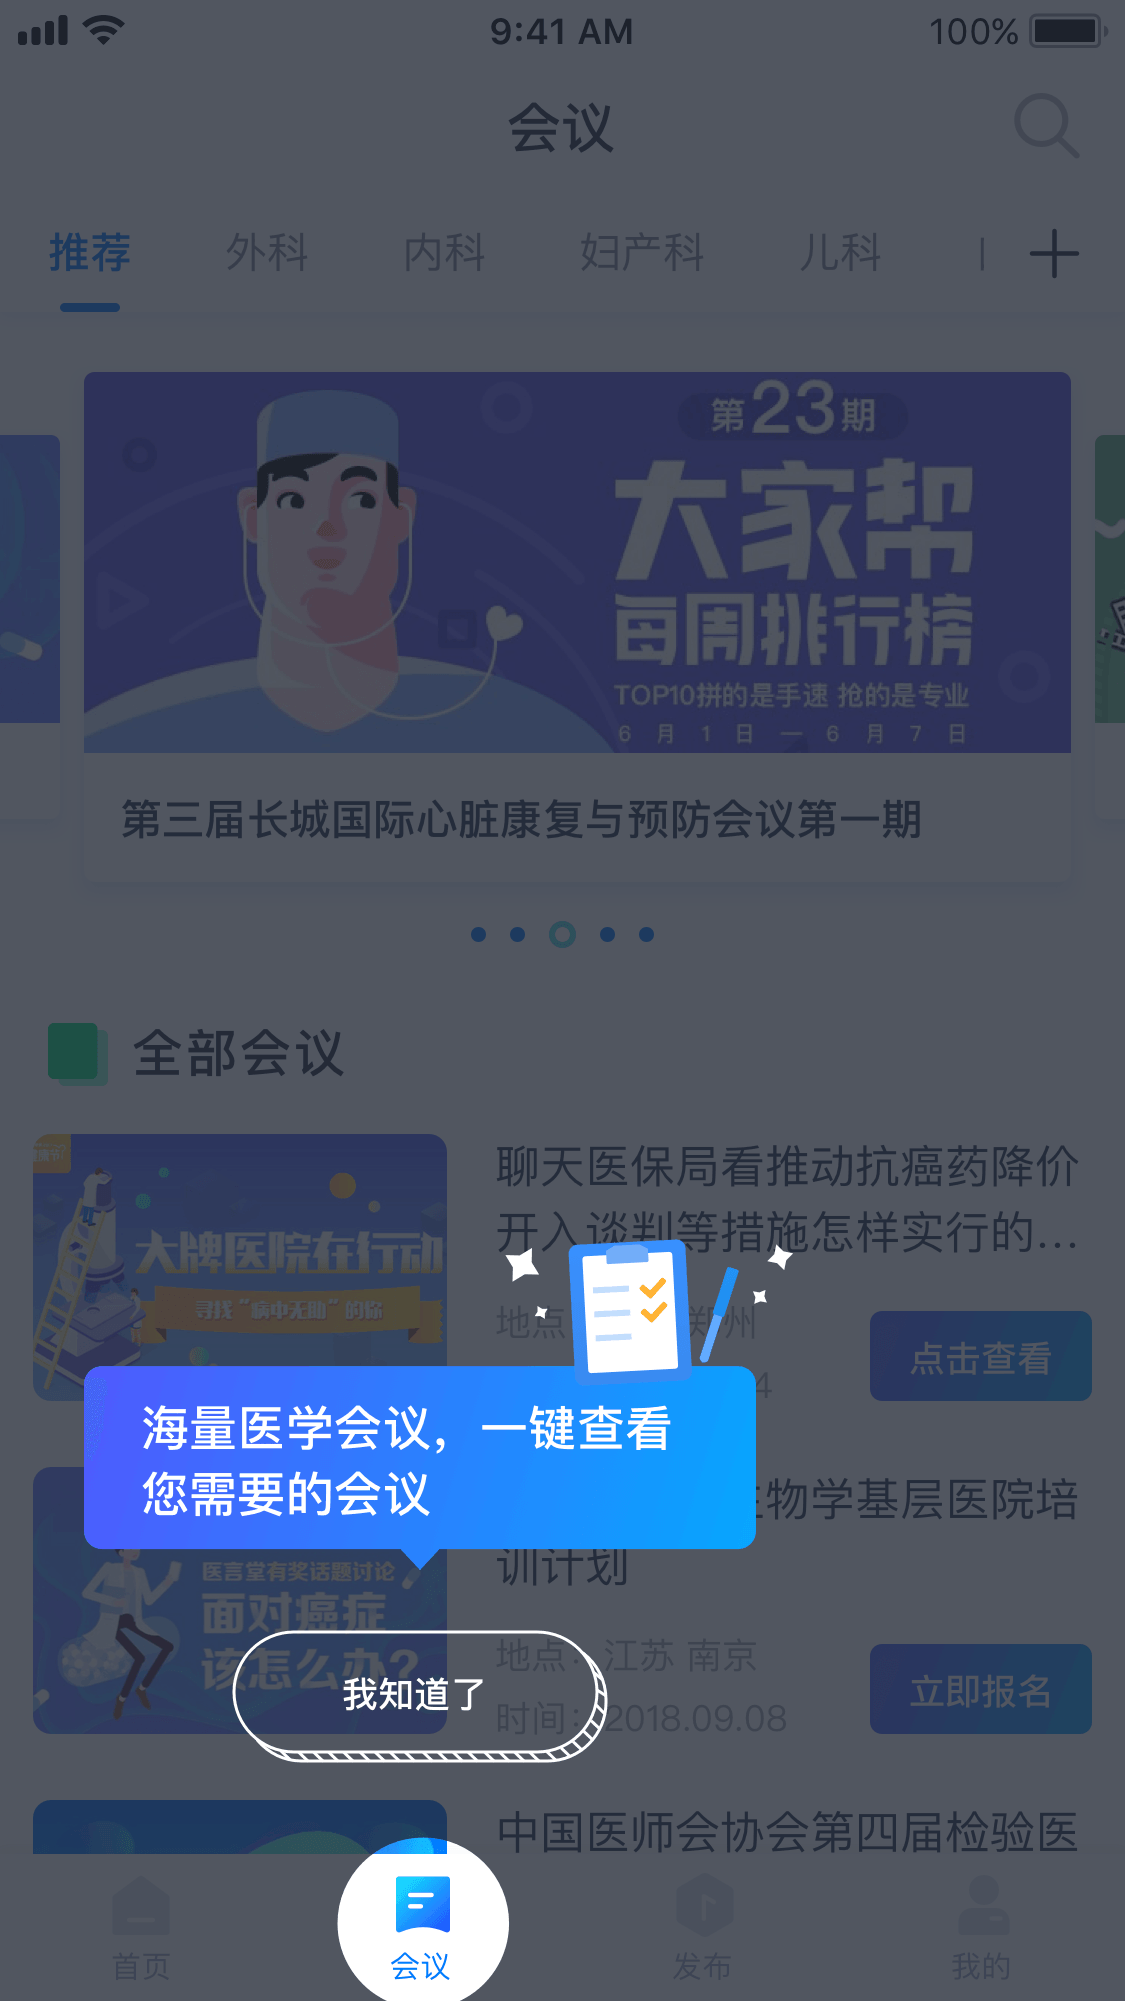 9:41 AM
100%
会议
推荐 外科 内科 妇产科 儿科
第23期
大家帮
每周排行榜
TOP10拼的是手速 抢的是专业
6月1日—6月7日
第三届长城国际心脏康复与预防会议第一期
全部会议
大牌医院在行动
寻找“病中无助”的你
聊天医保局看推动抗癌药降价
开入谈判等措施怎样实行的...
地点
郑州
4
点击查看
海量医学会议，一键查看
您需要的会议
物学基层医院培
训计划
医言堂有奖话题讨论
面对癌症
该怎么办?
地点：江苏 南京
时间：2018.09.08
立即报名
我知道了
中国医师会协会第四届检验医
首页 会议 发布 我的